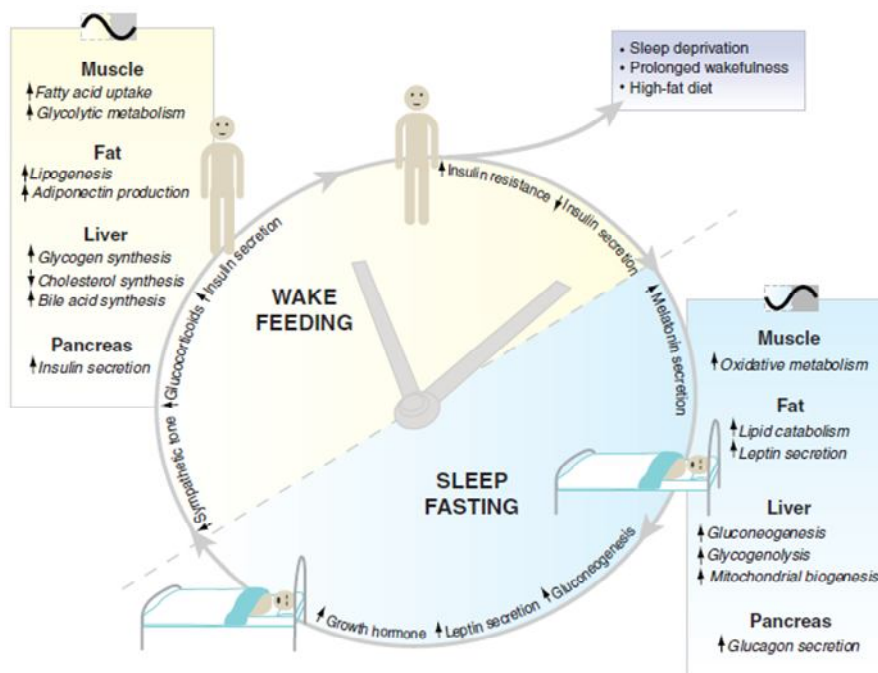 Muscle
↑Fatty acid uptake
↑Glycolytic metabolism
Fat
↑Lipogenesis
↑Adiponectin production
Liver
↑Glycogen synthesis
↓Cholesterol synthesis
↑Bile acid synthesis
Pancreas
↑Insulin secretion
• Sleep deprivation
• Prolonged wakefulness
• High-fat diet
↑Sympathetic tone
↑Glucocorticoids
↑Insulin secretion
↑Insulin resistance
↓Insulin secretion
↑Melatonin secretion
↑Gluconeogenesis
↑Leptin secretion
↑Growth hormone
WAKE
FEEDING
SLEEP
FASTING
Muscle
↑Oxidative metabolism
Fat
↑Lipid catabolism
↑Leptin secretion
Liver
↑Gluconeogenesis
↑Glycogenolysis
↑Mitochondrial biogenesis
Pancreas
↑Glucagon secretion